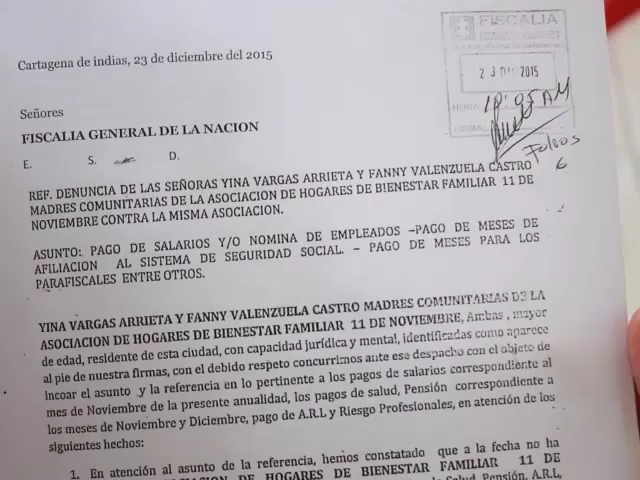 FISCALIA
Cartagena de indias, 23 de diciembre del 2015
23 DIC 2015
HORA 10:05 AM
FIRMA
Folios
6
Señores
FISCALIA GENERAL DE LA NACION
E. S. D.
REF. DENUNCIA DE LAS SEÑORAS YINA VARGAS ARRIETA Y FANNY VALENZUELA CASTRO
MADRES COMUNITARIAS DE LA ASOCIACION DE HOGARES DE BIENESTAR FAMILIAR 11 DE
NOVIEMBRE CONTRA LA MISMA ASOCIACION.
ASUNTO: PAGO DE SALARIOS Y/O NOMINA DE EMPLEADOS –PAGO DE MESES DE
AFILIACION AL SISTEMA DE SEGURIDAD SOCIAL. – PAGO DE MESES PARA LOS
PARAFISCALES ENTRE OTROS.
YINA VARGAS ARRIETA Y FANNY VALENZUELA CASTRO MADRES COMUNITARIAS DE LA
ASOCIACION DE HOGARES DE BIENESTAR FAMILIAR 11 DE NOVIEMBRE, Ambas , mayor
de edad, residente de esta ciudad, con capacidad jurídica y mental, identificadas como aparece
al pie de nuestra firmas, con el debido respeto concurrimos ante ese despacho con el objeto de
incoar el asunto y la referencia en lo pertinente a los pagos de salarios correspondiente al
mes de Noviembre de la presente anualidad, los pagos de salud, Pensión correspondiente a
los meses de Noviembre y Diciembre, pago de A.R.L y Riesgo Profesionales, en atención de los
siguientes hechos:
1. En atención al asunto de la referencia, hemos constatado que a la fecha no ha
DE HOGARES DE BIENESTAR FAMILIAR 11 DE
Salud, Pensión, A.R.L,